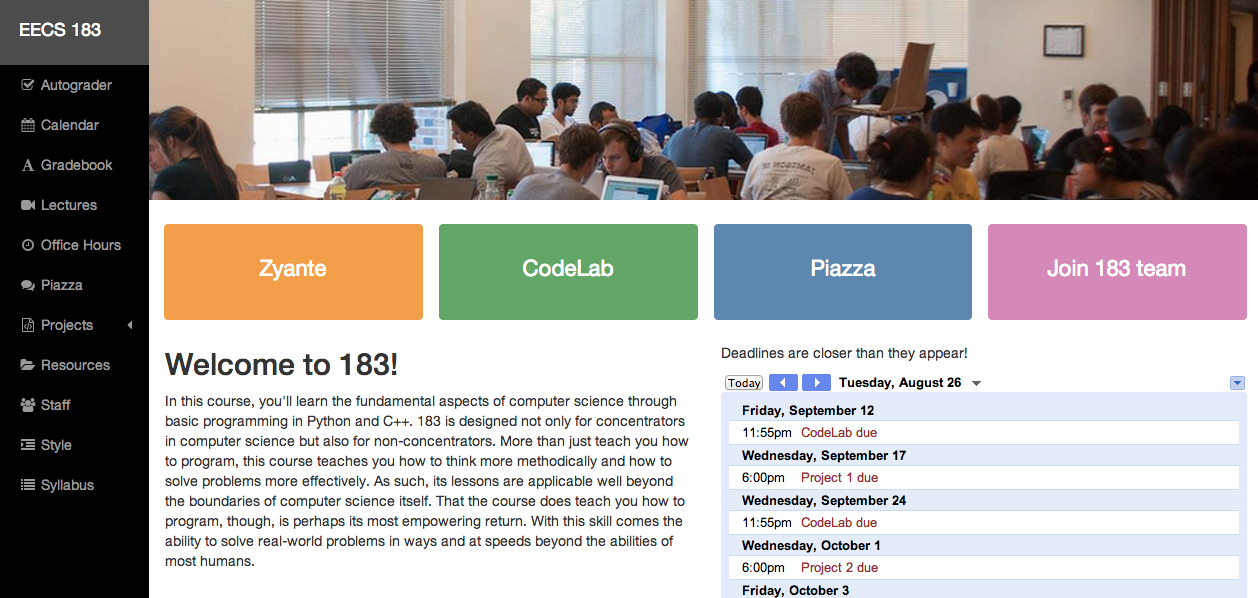 EECS 183
Autograder
Calendar
Gradebook
Lectures
Office Hours
Piazza
Projects
Resources
Staff
Style
Syllabus
Zyante
CodeLab
Piazza
Join 183 team
Welcome to 183!
In this course, you'll learn the fundamental aspects of computer science through
basic programming in Python and C++. 183 is designed not only for concentrators
in computer science but also for non-concentrators. More than just teach you how
to program, this course teaches you how to think more methodically and how to
solve problems more effectively. As such, its lessons are applicable well beyond
the boundaries of computer science itself. That the course does teach you how to
program, though, is perhaps its most empowering return. With this skill comes the
ability to solve real-world problems in ways and at speeds beyond the abilities of
most humans.
Deadlines are closer than they appear!
Today Tuesday, August 26
Friday, September 12
11:55pm CodeLab due
Wednesday, September 17
6:00pm Project 1 due
Wednesday, September 24
11:55pm CodeLab due
Wednesday, October 1
6:00pm Project 2 due
Friday, October 3